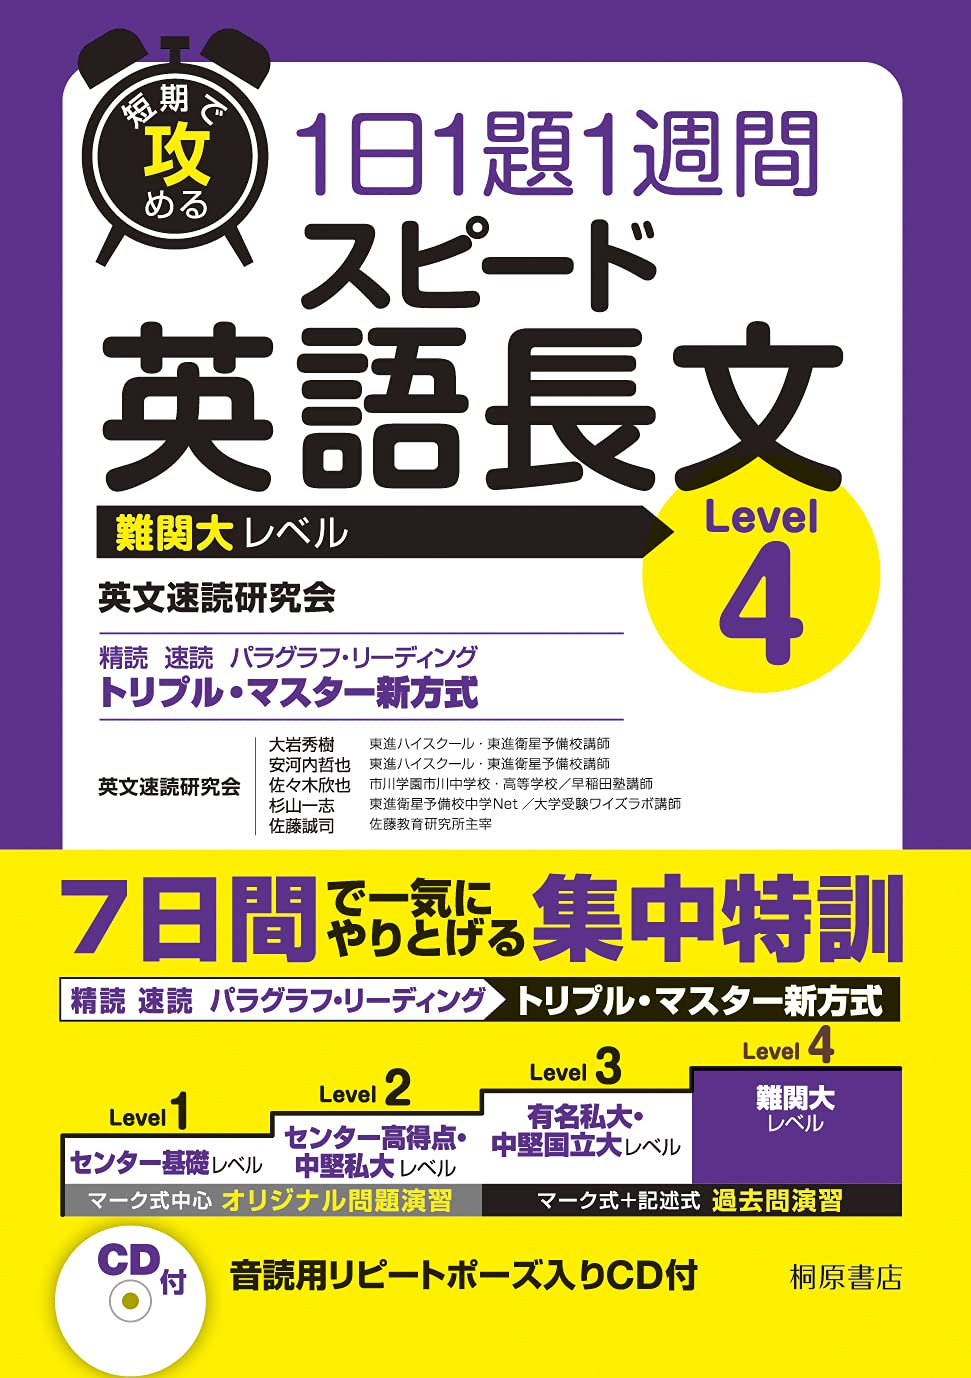 短期で
攻
める
1日1題1週間
スピード
英語長文
難関大レベル
Level
4
英文速読研究会
精読 速読 パラグラフ・リーディング
トリプル・マスター新方式
英文速読研究会
大岩秀樹 東進ハイスクール・東進衛星予備校講師
安河内哲也 東進ハイスクール・東進衛星予備校講師
佐々木欣也 市川学園市川中学校・高等学校／早稲田塾講師
杉山一志 東進衛星予備校中学Net／大学受験ワイズラボ講師
佐藤誠司 佐藤教育研究所主宰
7日間で一気に
やりとげる集中特訓
精読 速読 パラグラフ・リーディング トリプル・マスター新方式
Level 1
センター基礎レベル
Level 2
センター高得点・
中堅私大レベル
Level 3
有名私大・
中堅国立大レベル
Level 4
難関大
レベル
マーク式中心 オリジナル問題演習
マーク式＋記述式 過去問演習
CD付
音読用リピートポーズ入りCD付
桐原書店